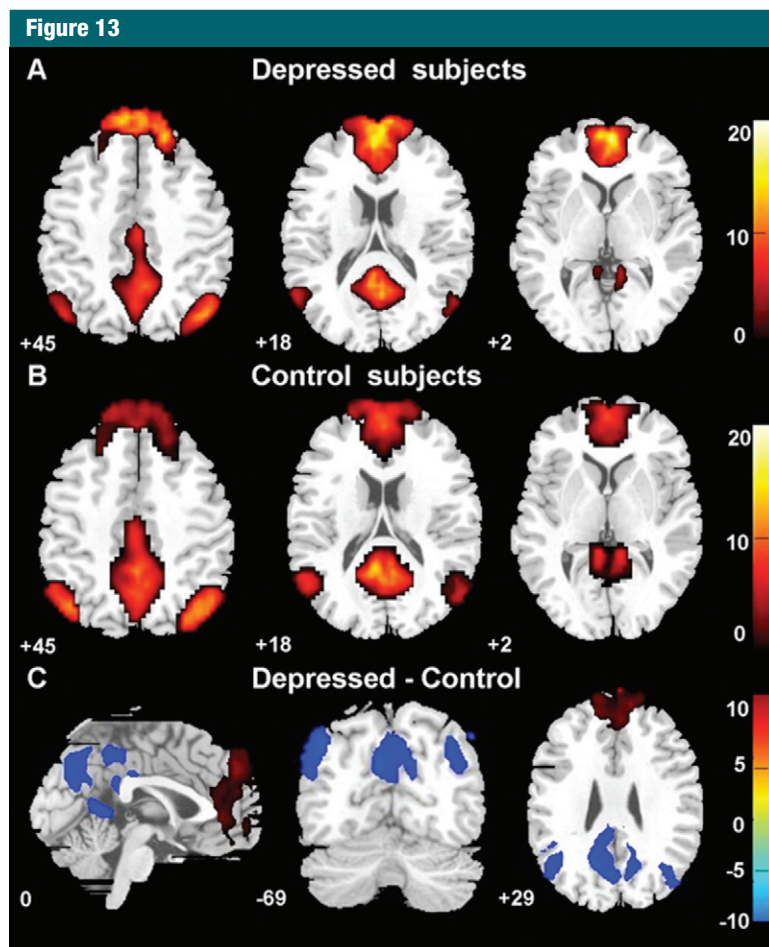 Figure 13
A Depressed subjects
20
10
0
+45 +18 +2
B Control subjects
20
10
0
+45 +18 +2
C Depressed - Control
10
5
0
-5
-10
0 -69 +29